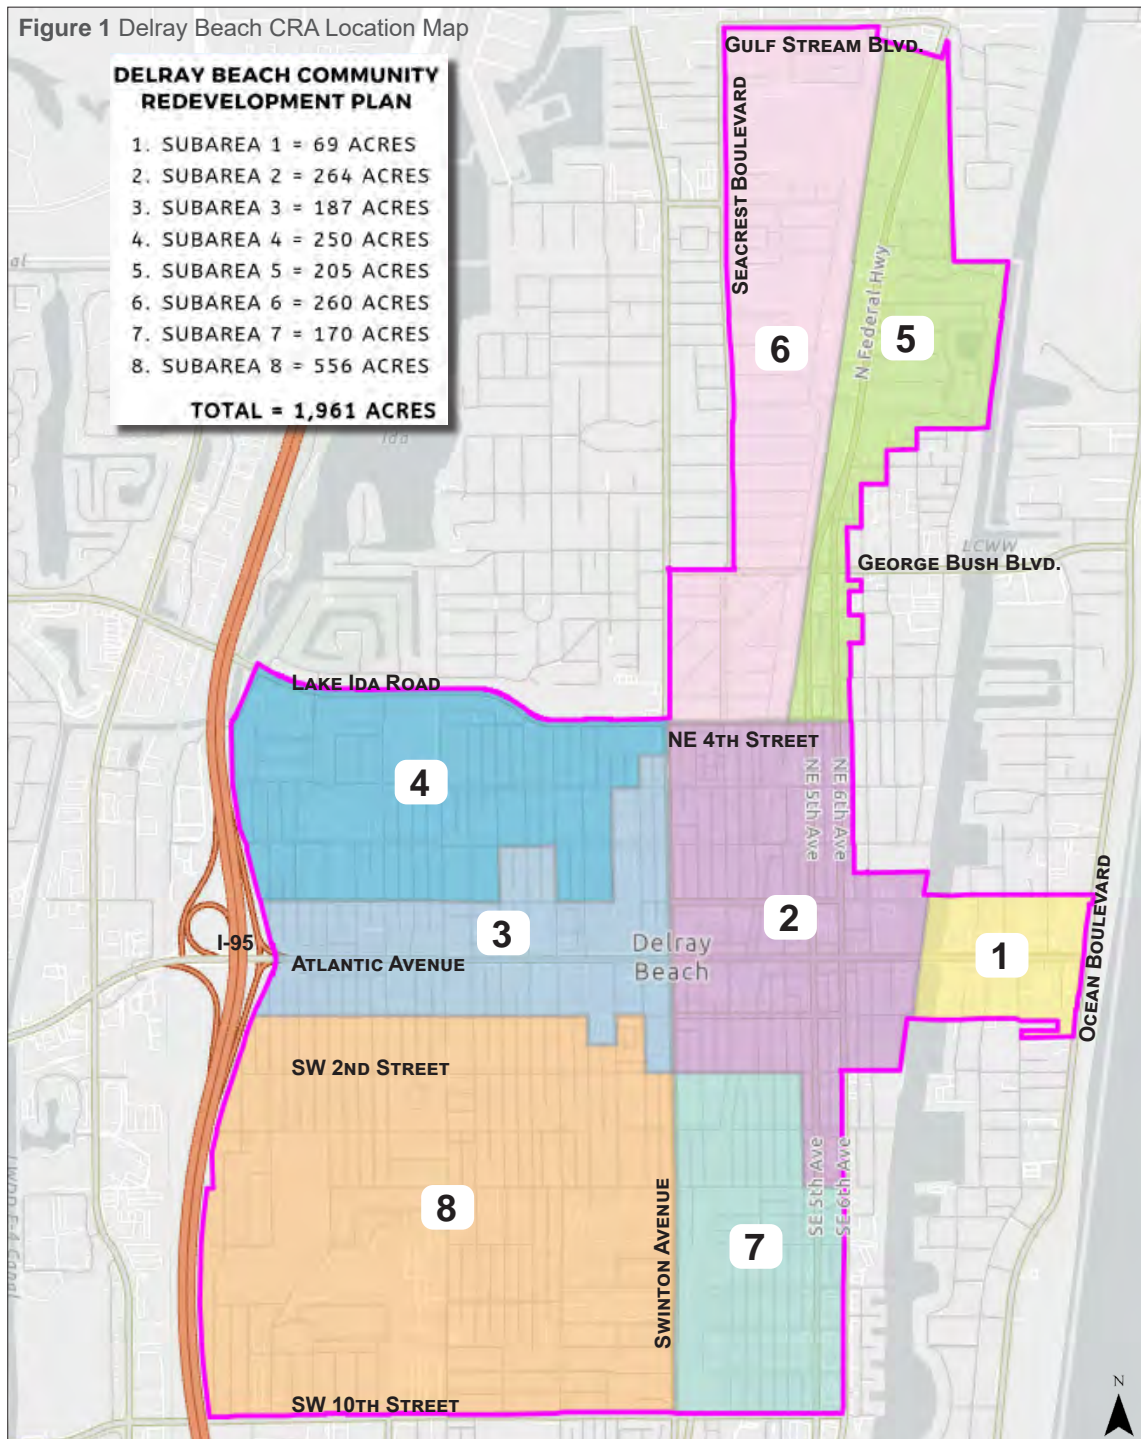 Figure 1 Delray Beach CRA Location Map
DELRAY BEACH COMMUNITY
REDEVELOPMENT PLAN
1. SUBAREA 1 = 69 ACRES
2. SUBAREA 2 = 264 ACRES
3. SUBAREA 3 = 187 ACRES
4. SUBAREA 4 = 250 ACRES
5. SUBAREA 5 = 205 ACRES
6. SUBAREA 6 = 260 ACRES
7. SUBAREA 7 = 170 ACRES
8. SUBAREA 8 = 556 ACRES
TOTAL = 1,961 ACRES
GULF STREAM BLVD.
SEACREST BOULEVARD
N Federal Hwy
6
5
Ida
LCWW
GEORGE BUSH BLVD.
LAKE IDA ROAD
NE 4TH STREET
NE 5th Ave
NE 6th Ave
4
OCEAN BOULEVARD
2
3
Delray
Beach
1
I-95
ATLANTIC AVENUE
SW 2ND STREET
SE 5th Ave
SE 6th Ave
SWINTON AVENUE
8
7
SW 10TH STREET
N